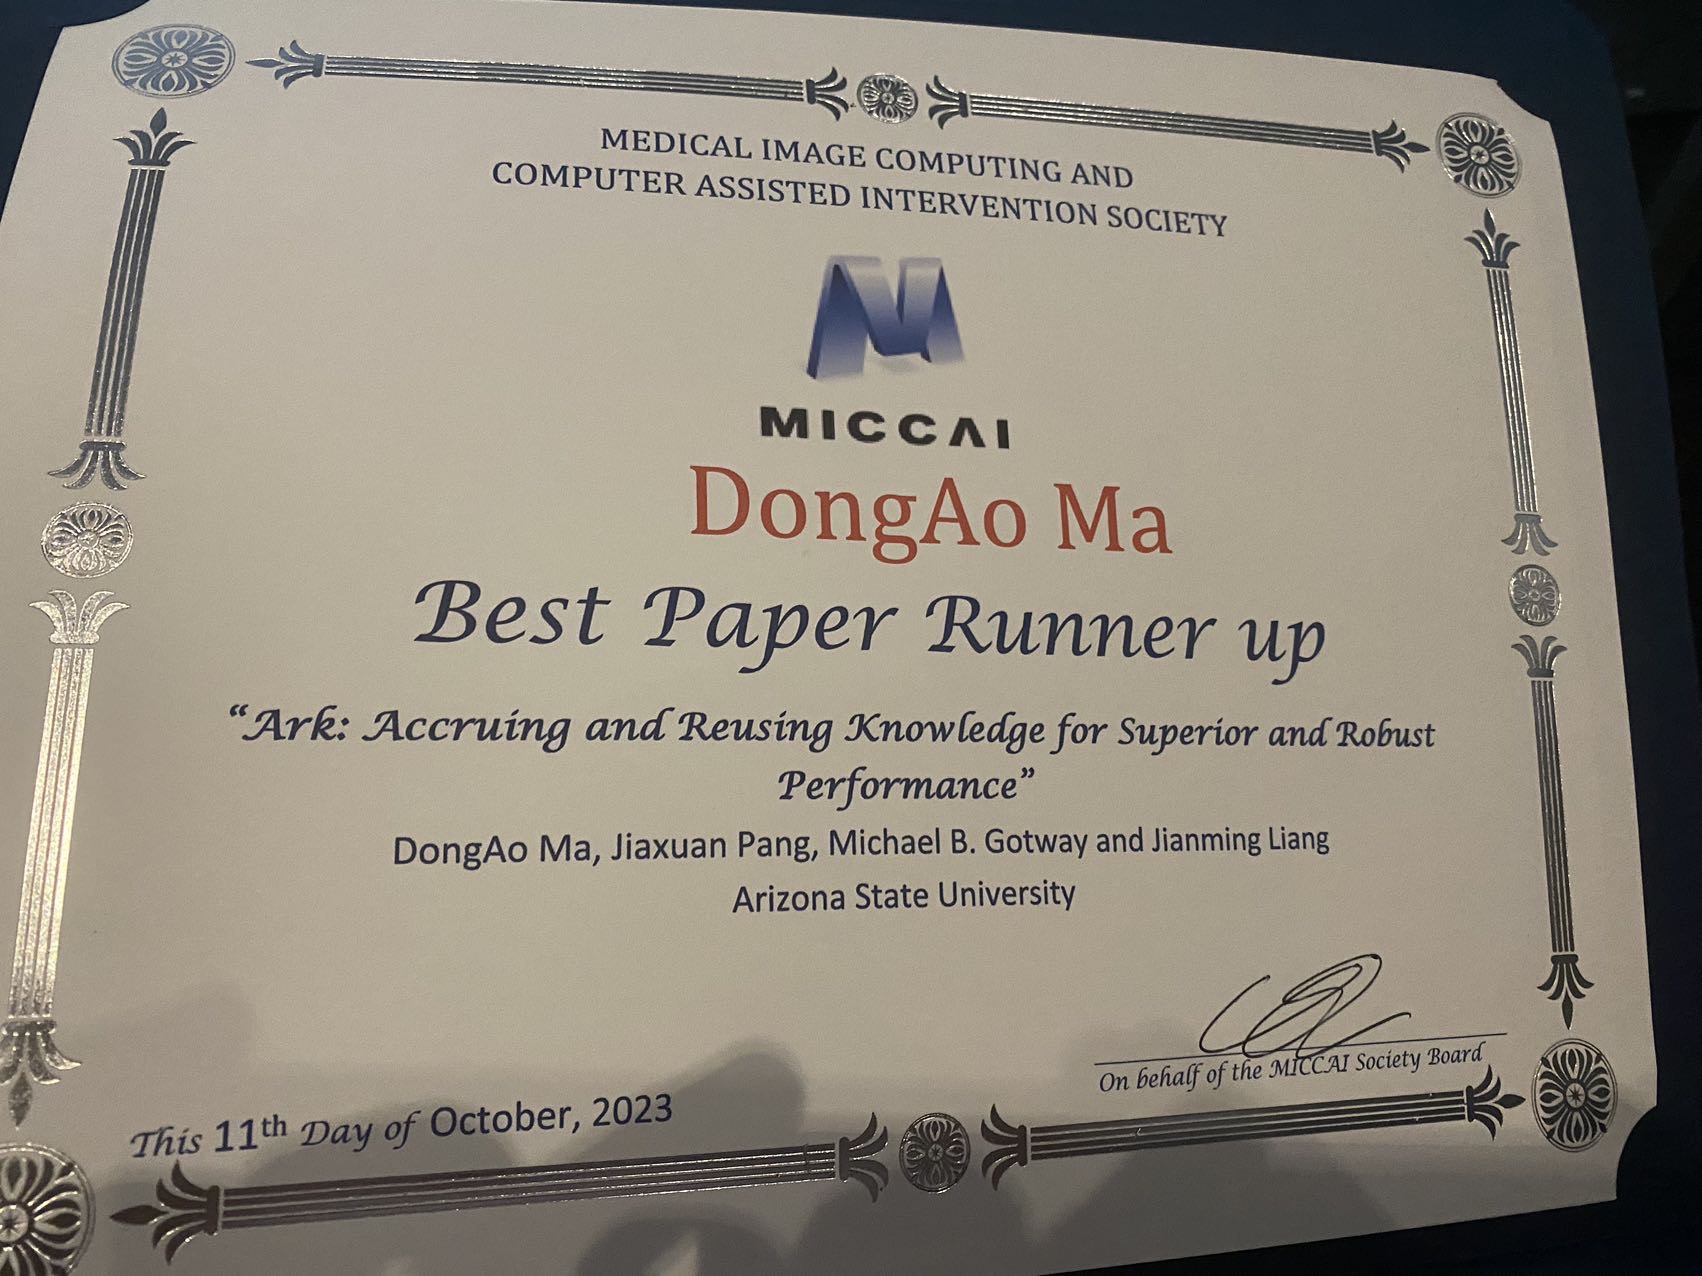 MEDICAL IMAGE COMPUTING AND
COMPUTER ASSISTED INTERVENTION SOCIETY
MICCAI
DongAo Ma
Best Paper Runner up
“Ark: Accruing and Reusing Knowledge for Superior and Robust
Performance”
DongAo Ma, Jiaxuan Pang, Michael B. Gotway and Jianming Liang
Arizona State University
On behalf of the MICCAI Society Board
This 11th Day of October, 2023